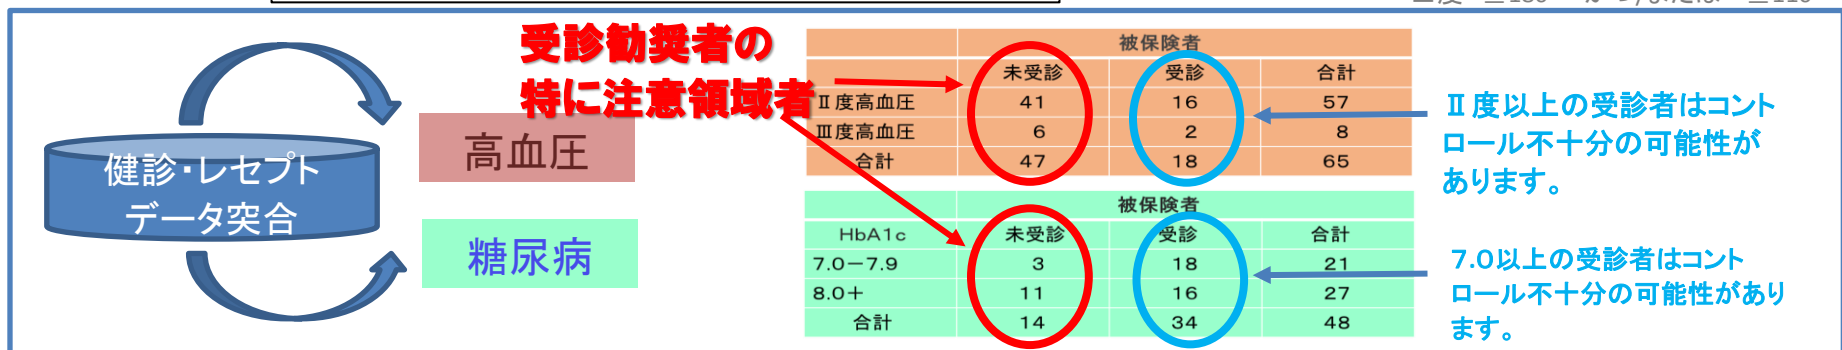 受診勧奨者の
特に注意領域者
健診・レセプト
データ突合
高血圧
糖尿病
被保険者
未受診 受診 合計
Ⅱ度高血圧 41 16 57
Ⅲ度高血圧 6 2 8
合計 47 18 65
被保険者
HbA1c 未受診 受診 合計
7.0－7.9 3 18 21
8.0＋ 11 16 27
合計 14 34 48
Ⅱ度以上の受診者はコント
ロール不十分の可能性が
あります。
7.0以上の受診者はコント
ロール不十分の可能性があり
ます。